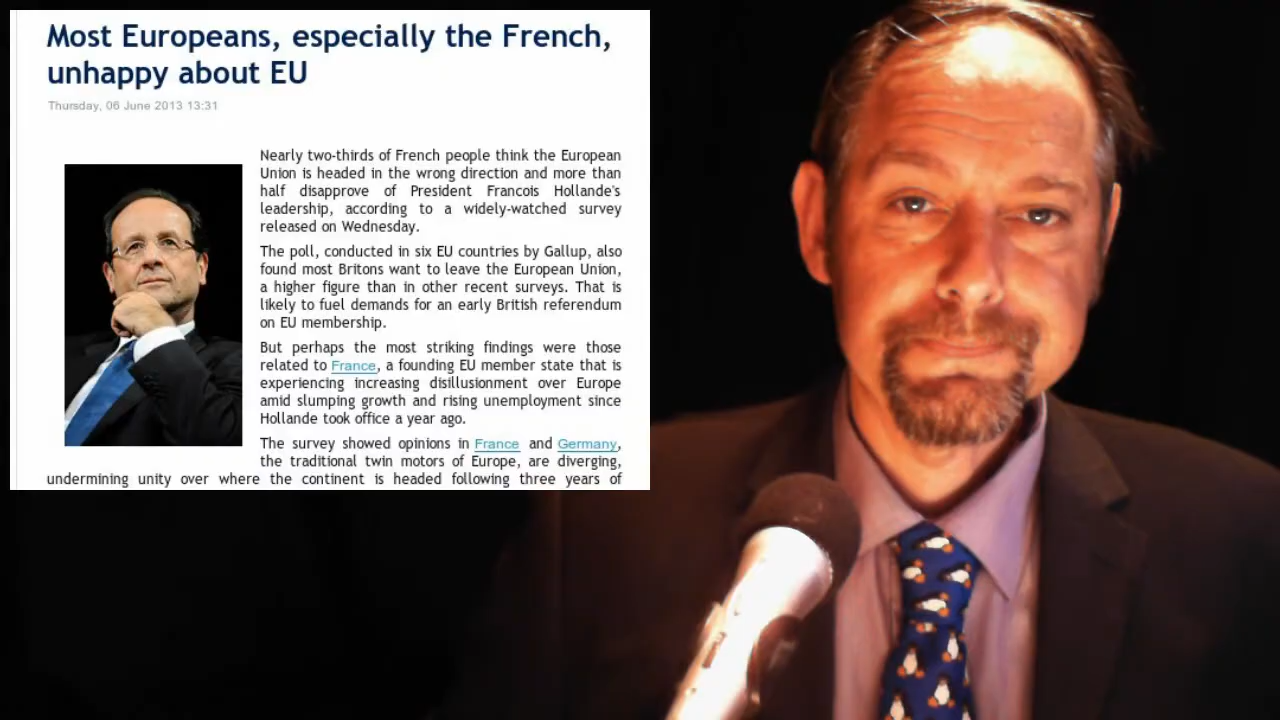 Most Europeans, especially the French,
unhappy about EU
Thursday, 06 June 2013 13:31
Nearly two-thirds of French people think the European
Union is headed in the wrong direction and more than
half disapprove of President Francois Hollande's
leadership, according to a widely-watched survey
released on Wednesday.
The poll, conducted in six EU countries by Gallup, also
found most Britons want to leave the European Union,
a higher figure than in other recent surveys. That is
likely to fuel demands for an early British referendum
on EU membership.
But perhaps the most striking findings were those
related to France, a founding EU member state that is
experiencing increasing disillusionment over Europe
amid slumping growth and rising unemployment since
Hollande took office a year ago.
The survey showed opinions in France and Germany,
the traditional twin motors of Europe, are diverging,
undermining unity over where the continent is headed following three years of